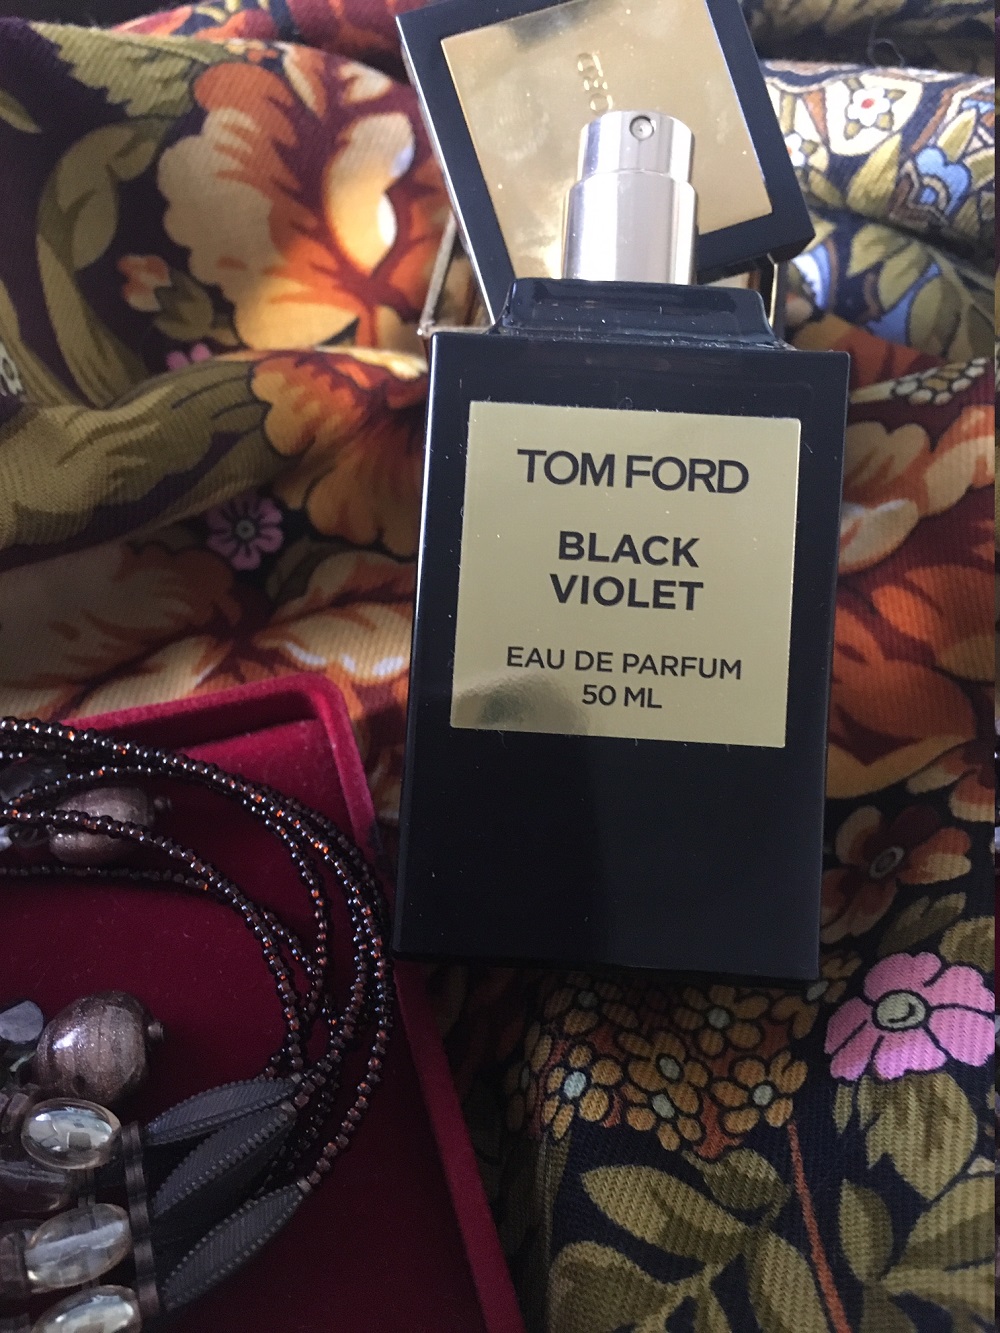 TOM FORD
BLACK
VIOLET
EAU DE PARFUM
50 ML